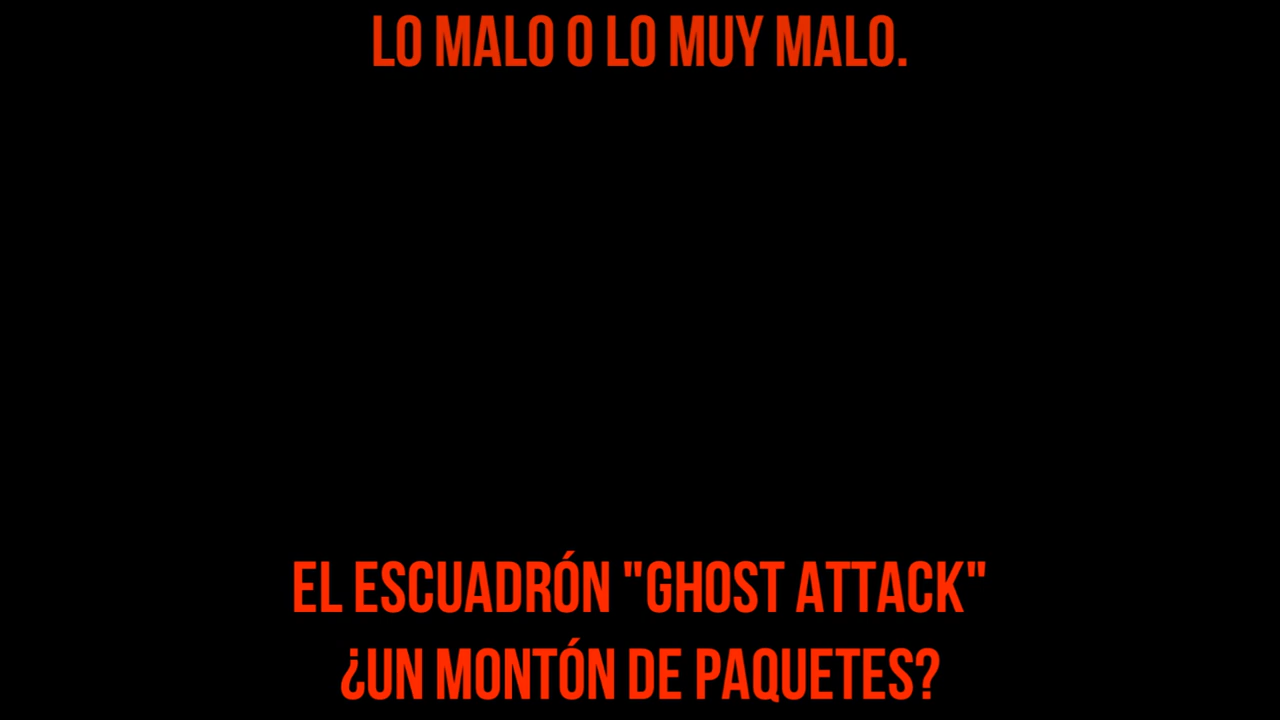 LO MALO O LO MUY MALO.
EL ESCUADRÓN "GHOST ATTACK"
¿UN MONTÓN DE PAQUETES?